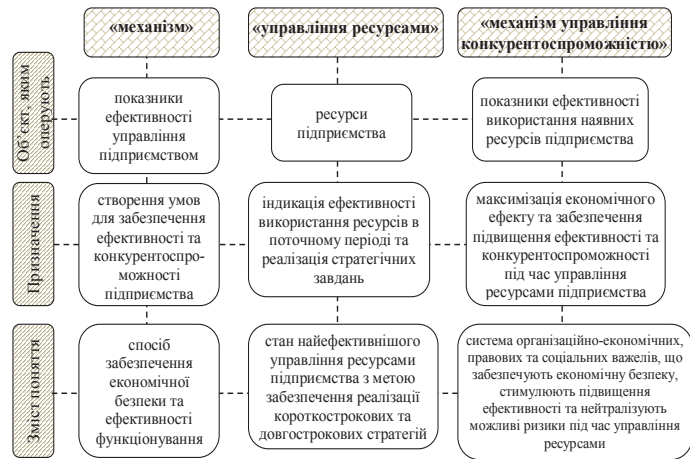 «механізм»
«управління ресурсами»
«механізм управління
конкурентоспроможністю»
Об’єкт, яким
оперують
показники
ефективності
управління
підприємством
ресурси
підприємства
показники ефективності
використання наявних
ресурсів підприємства
Призначення
створення умов
для забезпечення
ефективності та
конкурентоспро-
можності
підприємства
індикація ефективності
використання ресурсів в
поточному періоді та
реалізація стратегічних
завдань
максимізація економічного
ефекту та забезпечення
підвищення ефективності та
конкурентоспроможності
під час управління
ресурсами підприємства
Зміст поняття
спосіб
забезпечення
економічної
безпеки та
ефективності
функціонування
стан найефективнішого
управління ресурсами
підприємства з метою
забезпечення реалізації
короткострокових та
довгострокових стратегій
система організаційно-економічних,
правових та соціальних важелів, що
забезпечують економічну безпеку,
стимулюють підвищення
ефективності та нейтралізують
можливі ризики під час управління
ресурсами